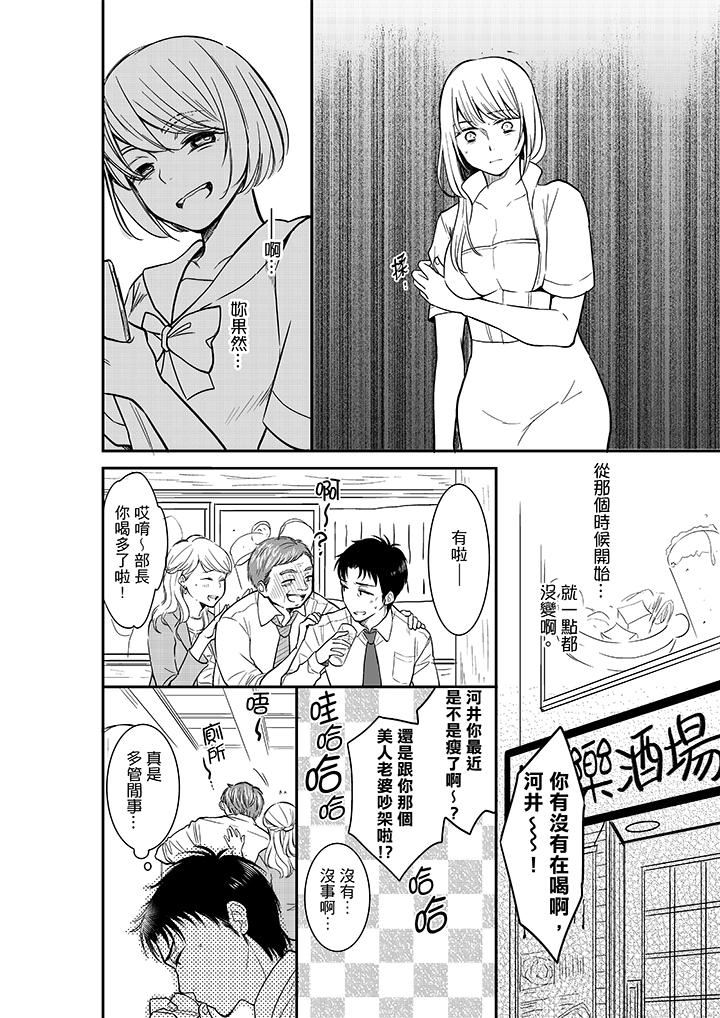 揉。
——啊…
妳果然…
從那個時候開始…
就一點都
沒變啊。
樂酒場
你有沒有在喝啊，
河井～～！
有啦——
啊～?
哎唷～部長
你喝多了啦！
河井你最近
是不是瘦了啊～？
還是跟你那個
美人老婆吵架啦!?
哇哈哈哈
哈哈
沒有…
沒事啊…
唔～
廁所
真是
多管閒事…